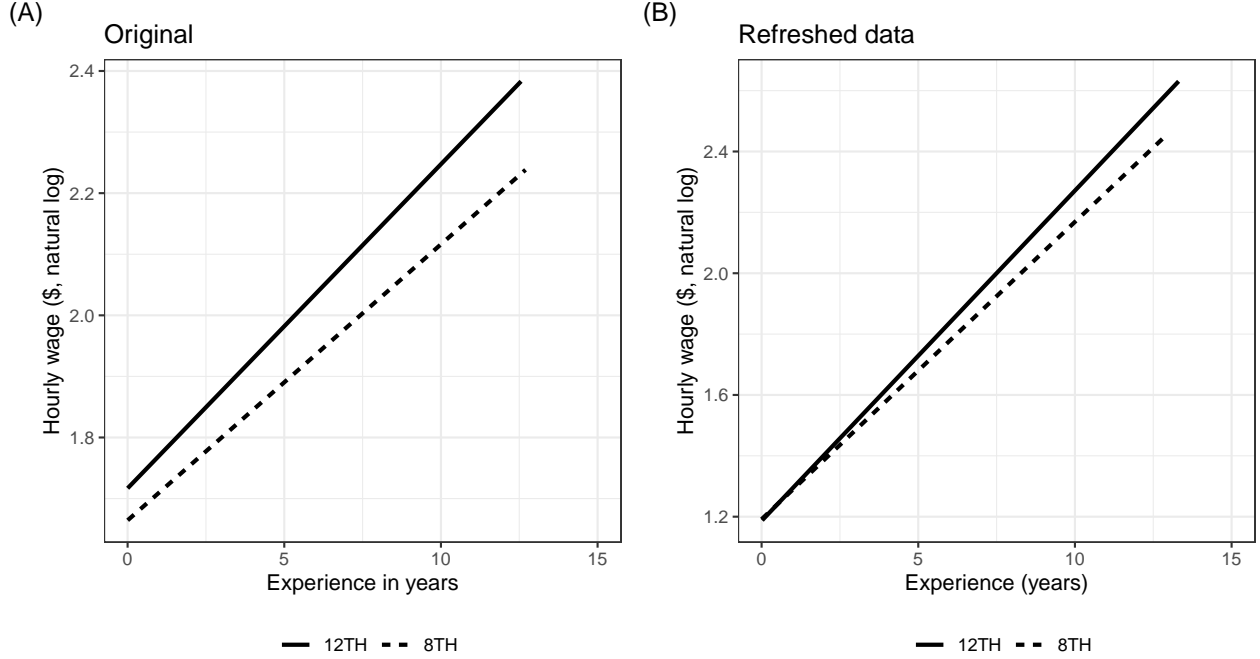 (A)
Original
Hourly wage ($, natural log)
2.4
2.2
2.0
1.8
0 5 10 15
Experience in years
12TH 8TH
(B)
Refreshed data
Hourly wage ($, natural log)
2.4
2.0
1.6
1.2
0 5 10 15
Experience (years)
12TH 8TH